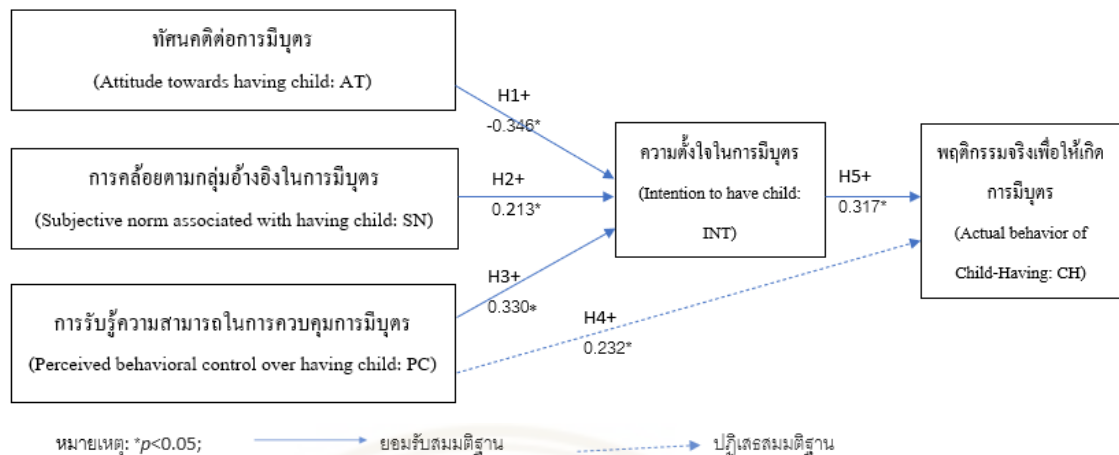 ทัศนคติต่อการมีบุตร
(Attitude towards having child: AT)
H1+
-0.346*
การคล้อยตามกลุ่มอ้างอิงในการมีบุตร
(Subjective norm associated with having child: SN)
H2+
0.213*
การรับรู้ความสามารถในการควบคุมการมีบุตร
(Perceived behavioral control over having child: PC)
H3+
0.330*
H4+
0.232*
ความตั้งใจในการมีบุตร
(Intention to have child:
INT)
H5+
0.317*
พฤติกรรมจริงเพื่อให้เกิด
การมีบุตร
(Actual behavior of
Child-Having: CH)
หมายเหตุ: *p<0.05; ยอมรับสมมติฐาน ปฏิเสธสมมติฐาน